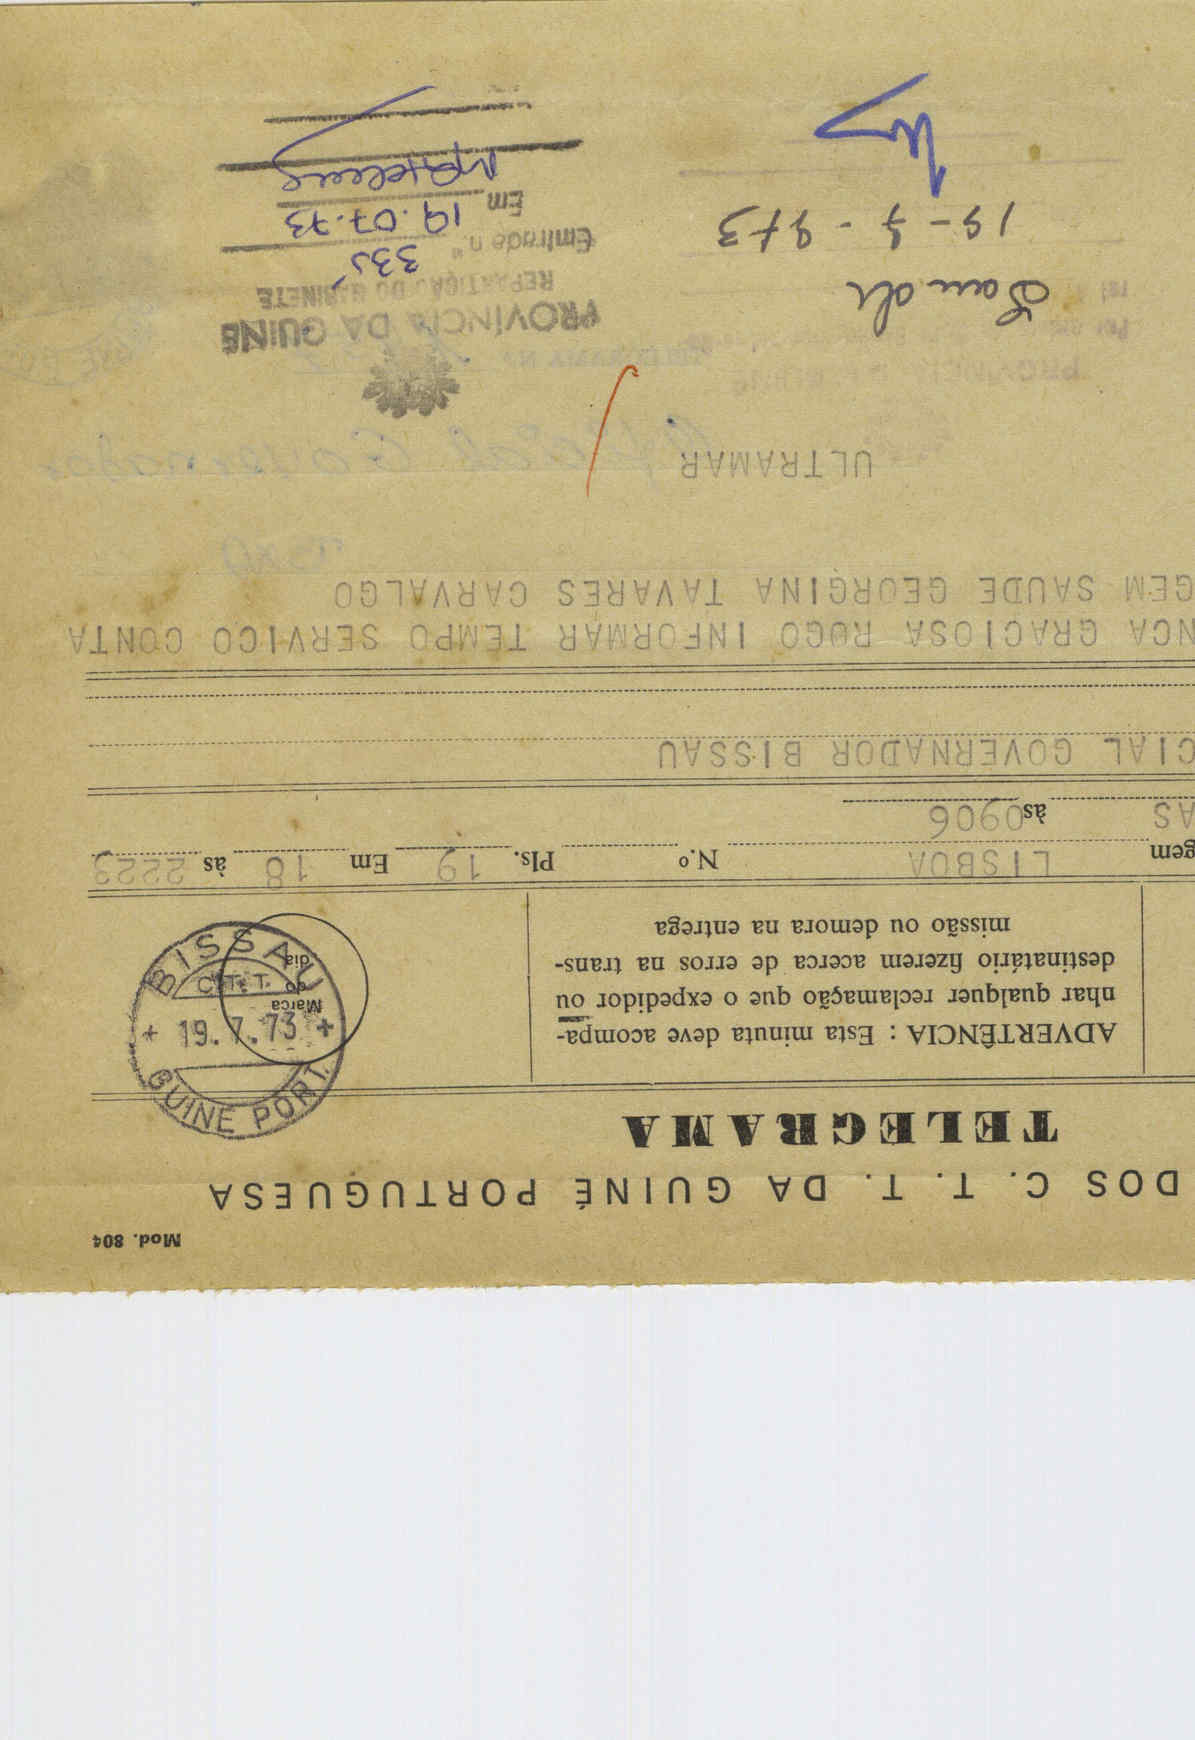 Mod. 804
DOS C. T. T. DA GUINÉ PORTUGUESA
TELEGRAMA
ADVERTÊNCIA : Esta minuta deve acompa-
nhar qualquer reclamação que o expedidor ou
destinatário fizerem acerca de erros na trans-
missão ou demora na entrega
Marca
do
dia
BISSAU
C.T.T.
+ 19.7.73 +
GUINÉ PORT.
gem LISBOA N.º Pls. 19 Em 18 às 2223
AS às 0906
CIAL GOVERNADOR BISSAU
NCA GRACIOSA ROGO INFORMAR TEMPO SERVICO CONTA
GEM SAUDE GEORGINA TAVARES CARVALGO
ULTRAMAR
PROVÍNCIA DA GUINÉ
REPARTIÇÃO DO GABINETE
Entrada n.º 335
Em 19.07.73
19-7-973